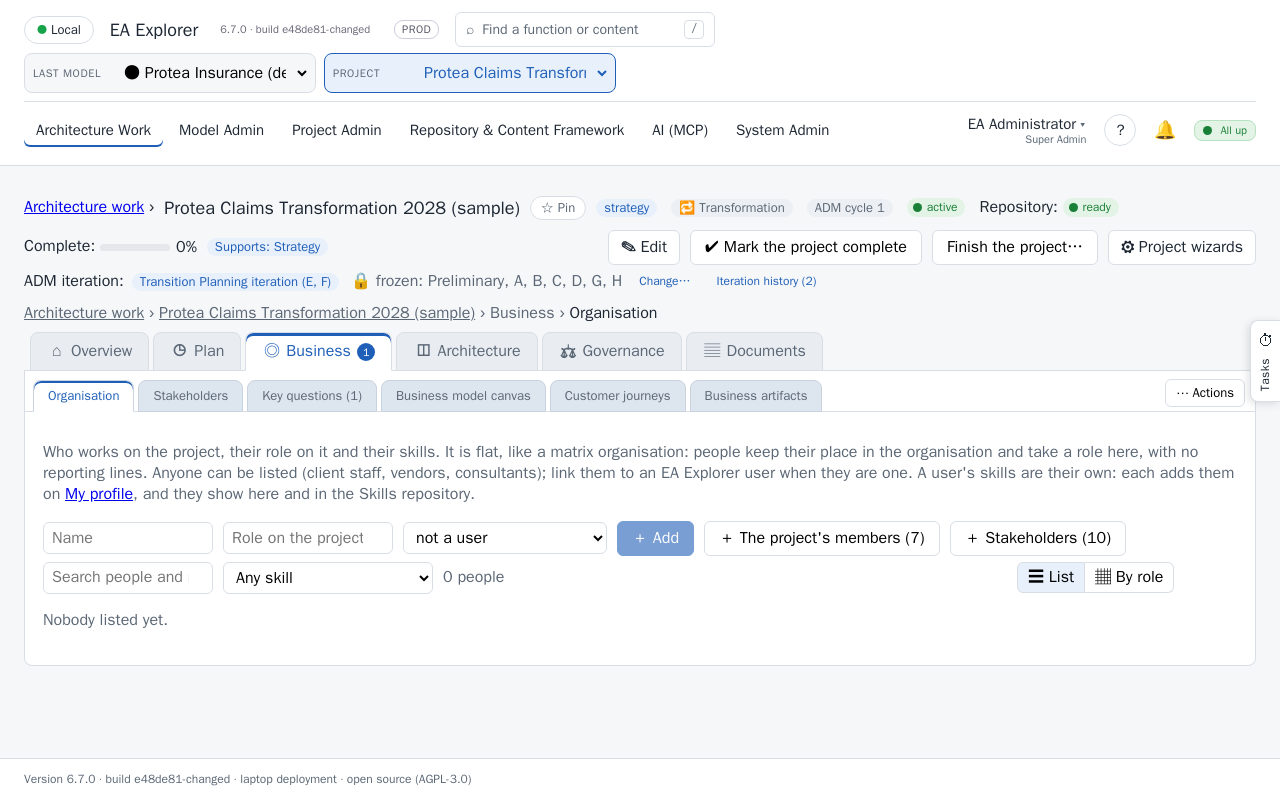 Local EA Explorer 6.7.0 · build e48de81-changed PROD Find a function or content /
LAST MODEL Protea Insurance (de PROJECT Protea Claims Transfor
Architecture Work Model Admin Project Admin Repository & Content Framework AI (MCP) System Admin EA Administrator ? All up
Super Admin
Architecture work › Protea Claims Transformation 2028 (sample) ☆ Pin strategy Transformation ADM cycle 1 active Repository: ready
Complete: 0% Supports: Strategy ✎ Edit ✔ Mark the project complete Finish the project··· ⚙ Project wizards
ADM iteration: Transition Planning iteration (E, F) 🔒 frozen: Preliminary, A, B, C, D, G, H Change··· Iteration history (2)
Architecture work › Protea Claims Transformation 2028 (sample) › Business › Organisation
Overview Plan Business 1 Architecture Governance Documents
Tasks
Organisation Stakeholders Key questions (1) Business model canvas Customer journeys Business artifacts ··· Actions
Who works on the project, their role on it and their skills. It is flat, like a matrix organisation: people keep their place in the organisation and take a role here, with no
reporting lines. Anyone can be listed (client staff, vendors, consultants); link them to an EA Explorer user when they are one. A user's skills are their own: each adds them
on My profile, and they show here and in the Skills repository.
Name Role on the project not a user + Add + The project's members (7) + Stakeholders (10)
Search people and Any skill 0 people ☰ List ▦ By role
Nobody listed yet.
Version 6.7.0 · build e48de81-changed · laptop deployment · open source (AGPL-3.0)